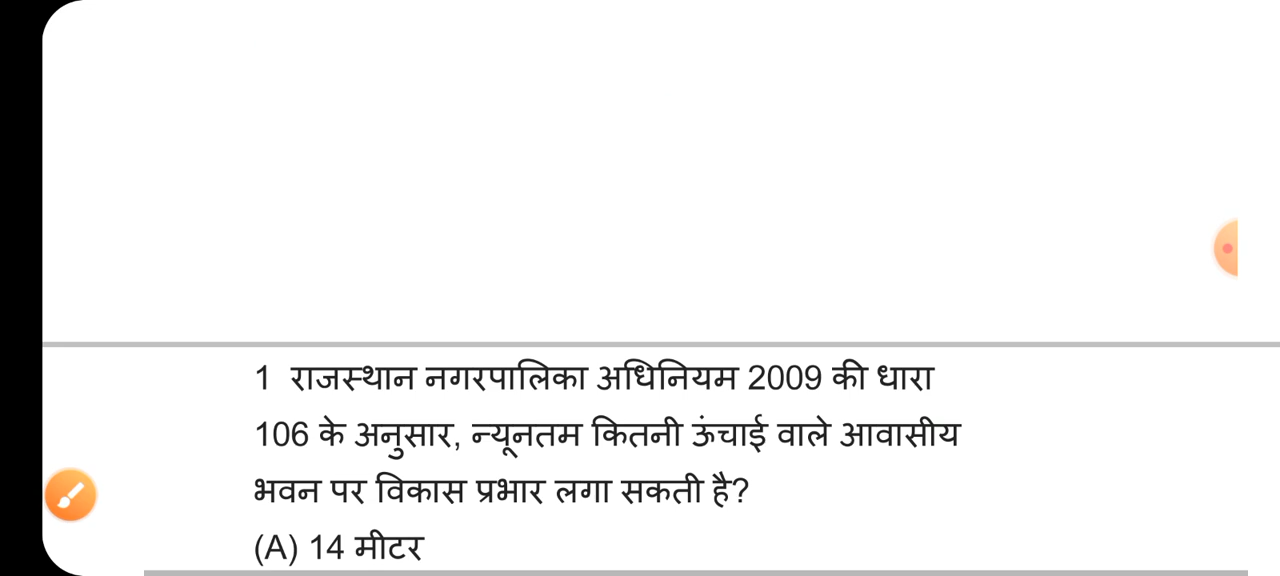 1 राजस्थान नगरपालिका अधिनियम 2009 की धारा
106 के अनुसार, न्यूनतम कितनी ऊंचाई वाले आवासीय
भवन पर विकास प्रभार लगा सकती है?
(A) 14 मीटर